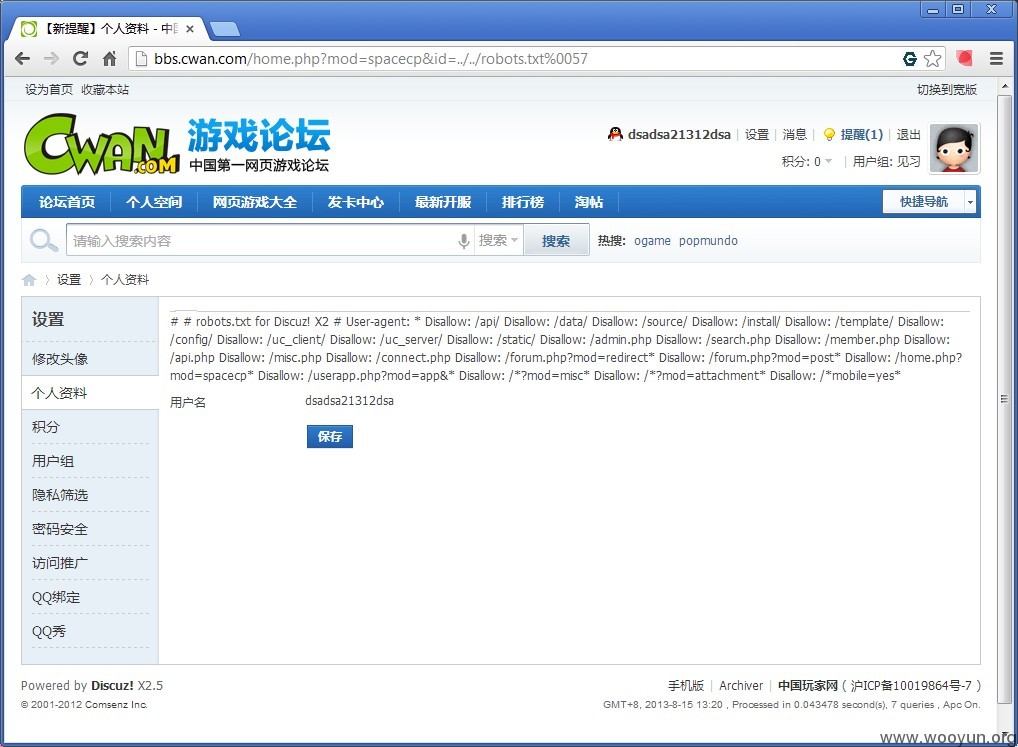 【新提醒】个人资料 - 中
bbs.cwan.com/home.php?mod=spacecp&id=../../robots.txt%0057
设为首页 收藏本站 切换到宽版
CWAN.COM 游戏论坛
中国第一网页游戏论坛
dsadsa21312dsa | 设置 | 消息 | 提醒(1) | 退出
积分: 0 | 用户组: 见习
论坛首页 个人空间 网页游戏大全 发卡中心 最新开服 排行榜 淘帖 快捷导航
请输入搜索内容 搜索 搜索 热搜: ogame popmundo
设置 〉 个人资料
设置
修改头像
个人资料
积分
用户组
隐私筛选
密码安全
访问推广
QQ绑定
QQ秀
# # robots.txt for Discuz! X2 # User-agent: * Disallow: /api/ Disallow: /data/ Disallow: /source/ Disallow: /install/ Disallow: /template/ Disallow:
/config/ Disallow: /uc_client/ Disallow: /uc_server/ Disallow: /static/ Disallow: /admin.php Disallow: /search.php Disallow: /member.php Disallow:
/api.php Disallow: /misc.php Disallow: /connect.php Disallow: /forum.php?mod=redirect* Disallow: /forum.php?mod=post* Disallow: /home.php?
mod=spacecp* Disallow: /userapp.php?mod=app&* Disallow: /*?mod=misc* Disallow: /*?mod=attachment* Disallow: /*mobile=yes*
用户名 dsadsa21312dsa
保存
Powered by Discuz! X2.5 手机版 | Archiver | 中国玩家网 ( 沪ICP备10019864号-7 )
© 2001-2012 Comsenz Inc. GMT+8, 2013-8-15 13:20 , Processed in 0.043478 second(s), 7 queries , Apc On.
www.wooyun.org